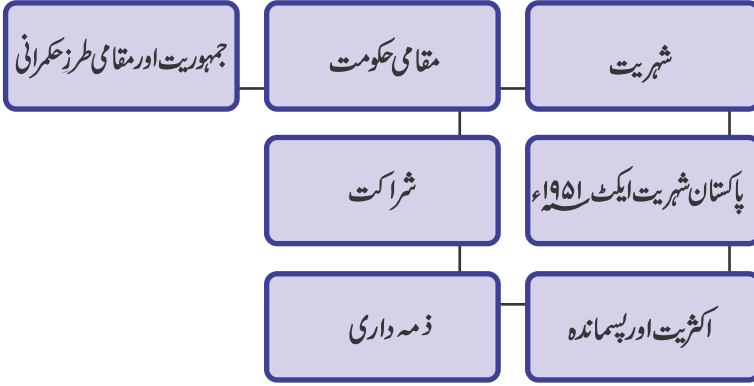 شہریت
مقامی حکومت
جمہوریت اور مقامی طرزِ حکمرانی
پاکستان شہریت ایکٹ ۱۹۵۱ء
شراکت
اکثریت اور پسماندہ
ذمہ داری